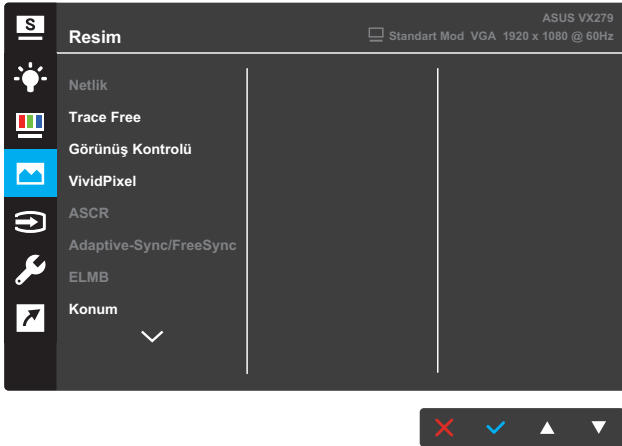 S
Resim
ASUS VX279
Standart Mod VGA 1920 x 1080 @ 60Hz
Netlik
Trace Free
Görünüş Kontrolü
VividPixel
ASCR
Adaptive-Sync/FreeSync
ELMB
Konum